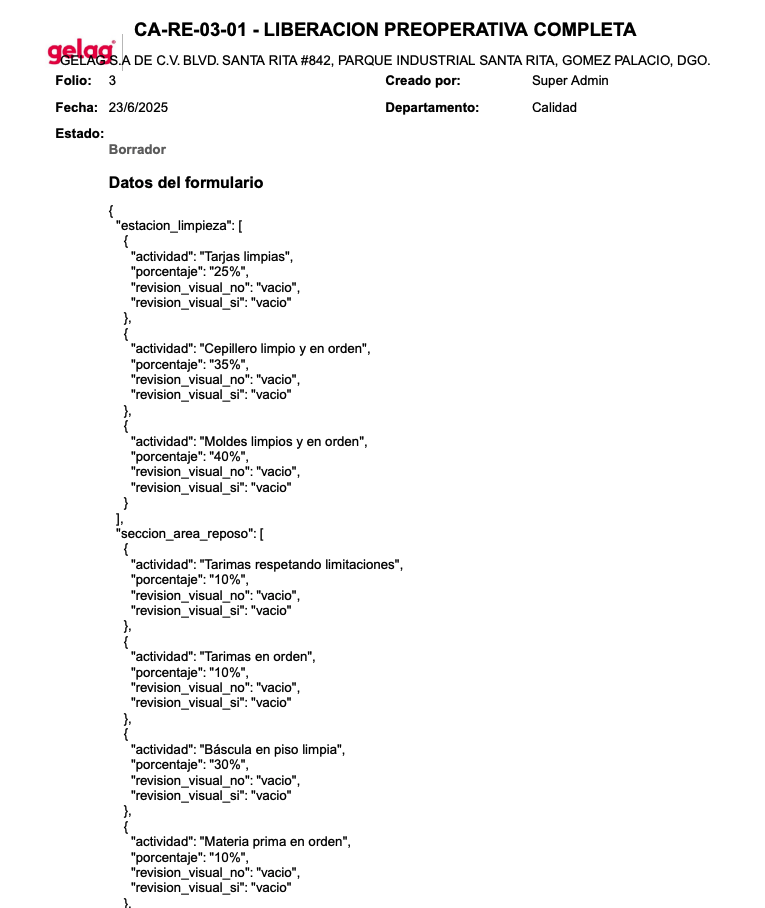 CA-RE-03-01 - LIBERACION PREOPERATIVA COMPLETA
gelag
GELAG S.A DE C.V. BLVD. SANTA RITA #842, PARQUE INDUSTRIAL SANTA RITA, GOMEZ PALACIO, DGO.
Folio: 3 Creado por: Super Admin
Fecha: 23/6/2025 Departamento: Calidad
Estado:
Borrador
Datos del formulario
{
"estacion_limpieza": [
{
"actividad": "Tarjas limpias",
"porcentaje": "25%",
"revision_visual_no": "vacio",
"revision_visual_si": "vacio"
},
{
"actividad": "Cepillero limpio y en orden",
"porcentaje": "35%",
"revision_visual_no": "vacio",
"revision_visual_si": "vacio"
},
{
"actividad": "Moldes limpios y en orden",
"porcentaje": "40%",
"revision_visual_no": "vacio",
"revision_visual_si": "vacio"
}
],
"seccion_area_reposo": [
{
"actividad": "Tarimas respetando limitaciones",
"porcentaje": "10%",
"revision_visual_no": "vacio",
"revision_visual_si": "vacio"
},
{
"actividad": "Tarimas en orden",
"porcentaje": "10%",
"revision_visual_no": "vacio",
"revision_visual_si": "vacio"
},
{
"actividad": "Báscula en piso limpia",
"porcentaje": "30%",
"revision_visual_no": "vacio",
"revision_visual_si": "vacio"
},
{
"actividad": "Materia prima en orden",
"porcentaje": "10%",
"revision_visual_no": "vacio",
"revision_visual_si": "vacio"
},